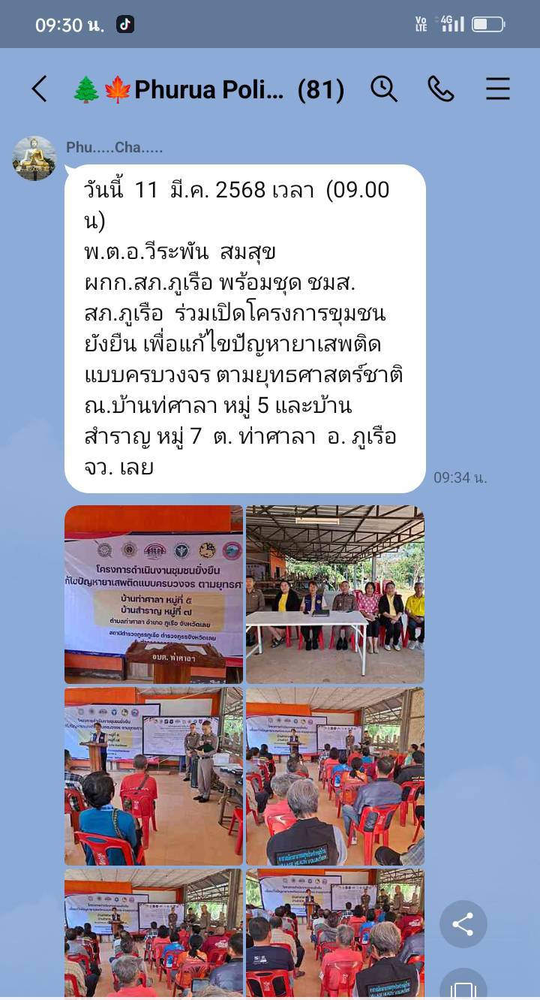 09:30 น.
Vo LTE 4G
🌲🍁Phurua Poli... (81)
Phu.....Cha.....
วันนี้ 11 มี.ค. 2568 เวลา (09.00
น)
พ.ต.อ.วีระพัน สมสุข
ผกก.สภ.ภูเรือ พร้อมชุด ชมส.
สภ.ภูเรือ ร่วมเปิดโครงการขุมชน
ยังยืน เพื่อแก้ไขปัญหายาเสพติด
แบบครบวงจร ตามยุทธศาสตร์ชาติ
ณ.บ้านท่ศาลา หมู่ 5 และบ้าน
สำราญ หมู่ 7 ต. ท่าศาลา อ. ภูเรือ
จว. เลย
09:34 น.
โครงการดำเนินงานชุมชนยั่งยืน
ก้ไขปัญหายาเสพติดแบบครบวงจร ตามยุทธศา
บ้านท่าศาลา หมู่ที่ ๕
บ้านสำราญ หมู่ที่ ๗
ตำบลท่าศาลา อำเภอ ภูเรือ จังหวัดเลย
สถานีตำรวจภูธรภูเรือ ตำรวจภูธรจังหวัดเลย
อบต. ท่าศาลา
VILLAGE HEALTH VOLUNTEER